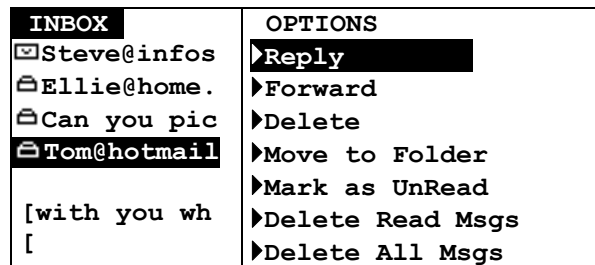 INBOX
Steve@infos
Ellie@home.
Can you pic
Tom@hotmail
[with you wh
[
OPTIONS
Reply
Forward
Delete
Move to Folder
Mark as UnRead
Delete Read Msgs
Delete All Msgs